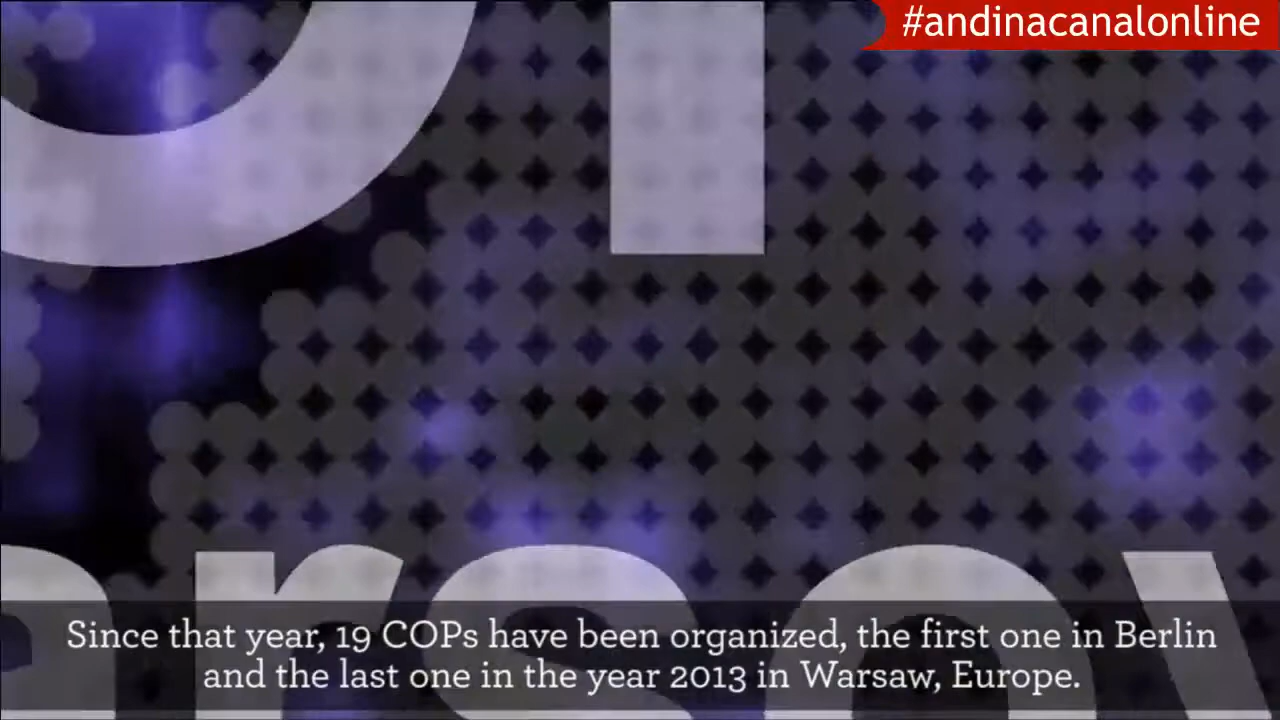 #andinacanalonline
arsow
Since that year, 19 COPs have been organized, the first one in Berlin
and the last one in the year 2013 in Warsaw, Europe.